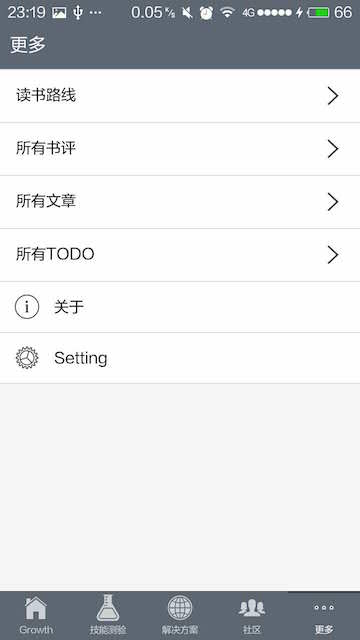 23:19 0.05 K/s 4G 66
更多
读书路线
所有书评
所有文章
所有TODO
关于
Setting
Growth 技能测验 解决方案 社区 更多